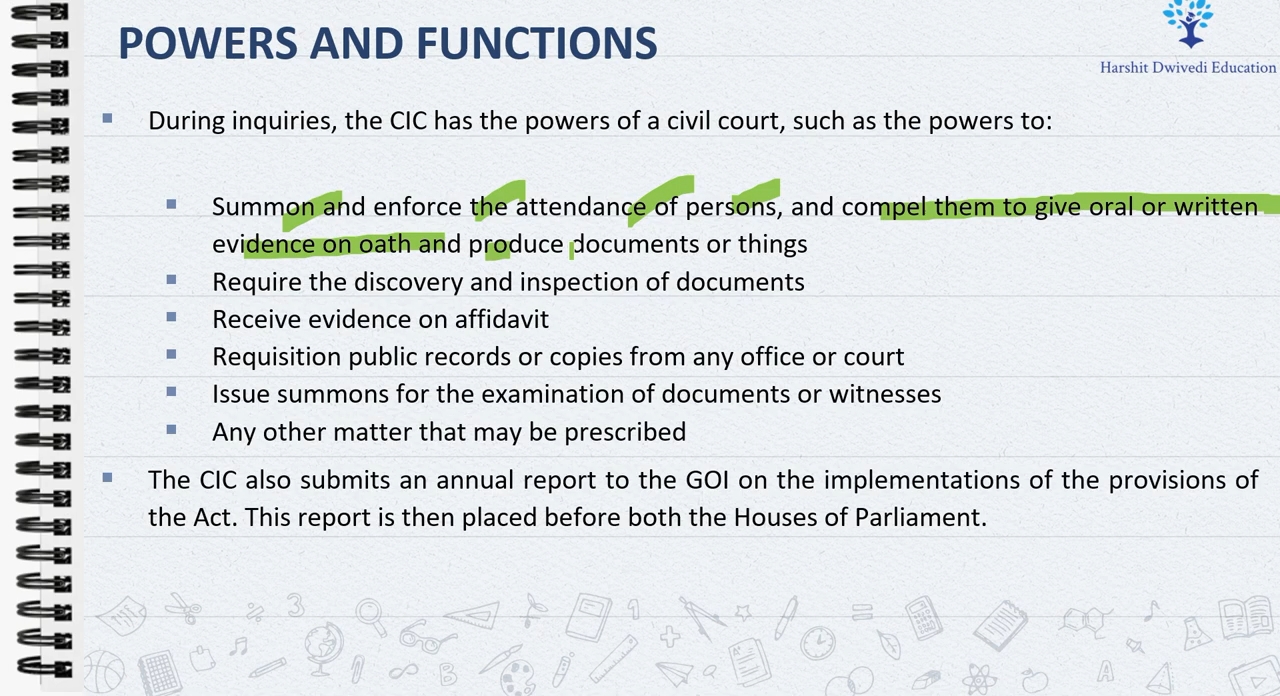 POWERS AND FUNCTIONS
Harshit Dwivedi Education
During inquiries, the CIC has the powers of a civil court, such as the powers to:
Summon and enforce the attendance of persons, and compel them to give oral or written
evidence on oath and produce documents or things
Require the discovery and inspection of documents
Receive evidence on affidavit
Requisition public records or copies from any office or court
Issue summons for the examination of documents or witnesses
Any other matter that may be prescribed
The CIC also submits an annual report to the GOI on the implementations of the provisions of
the Act. This report is then placed before both the Houses of Parliament.